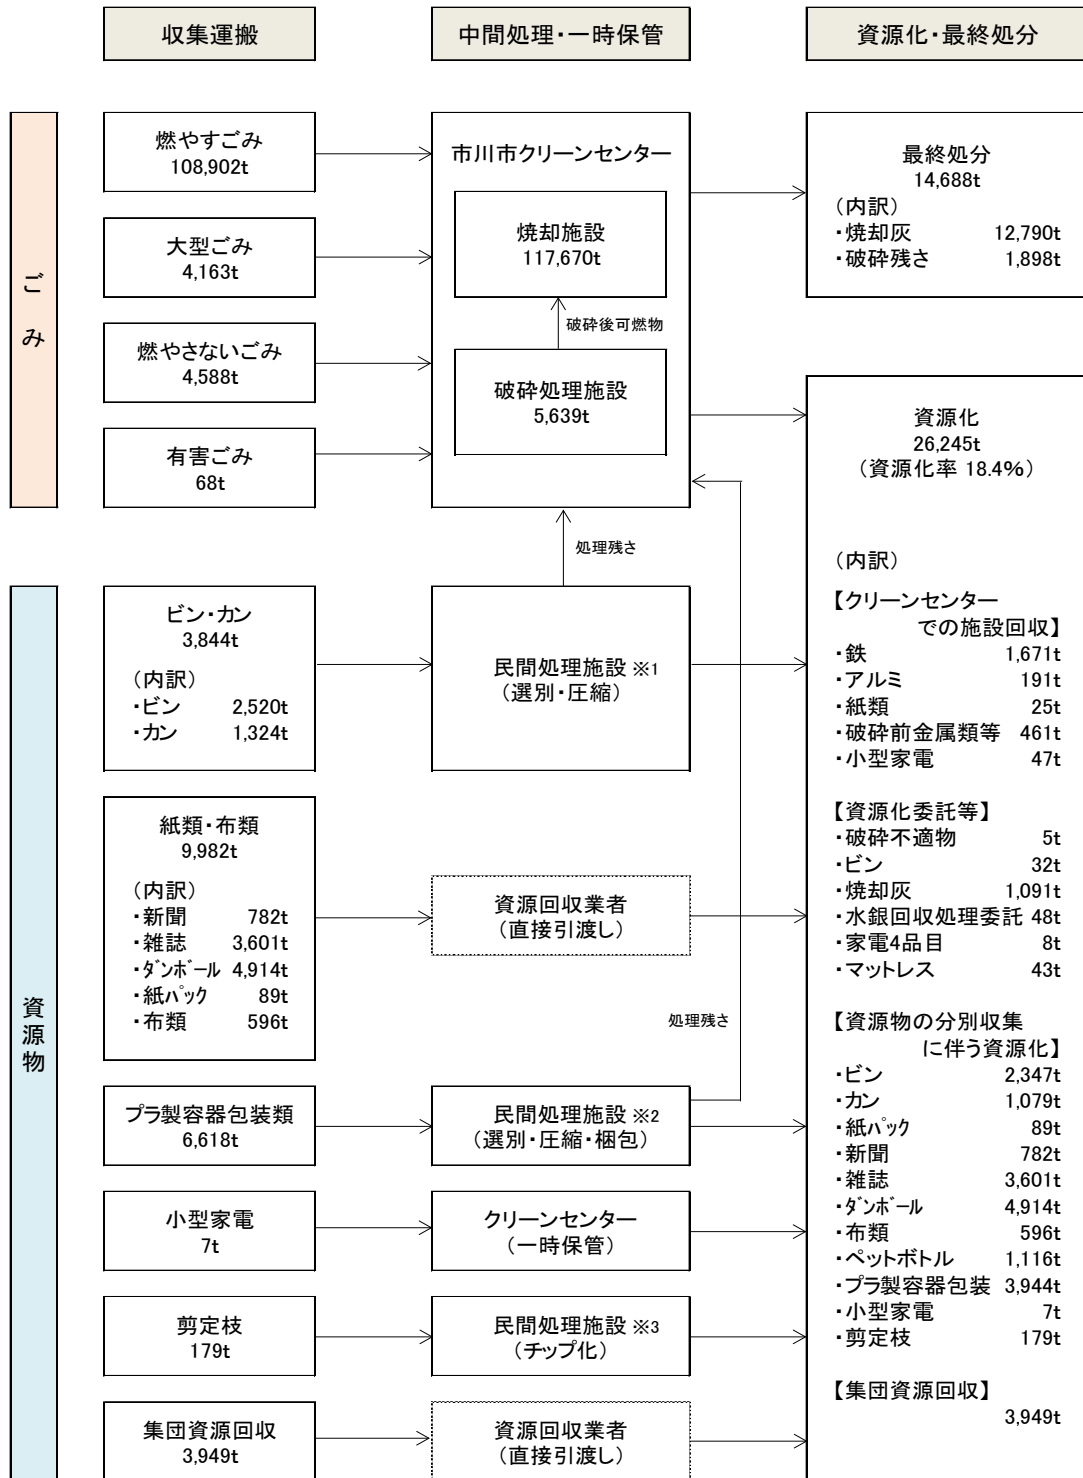 収集運搬
中間処理・一時保管
資源化・最終処分
ごみ
燃やすごみ
108,902t
大型ごみ
4,163t
燃やさないごみ
4,588t
有害ごみ
68t
市川市クリーンセンター
焼却施設
117,670t
破砕後可燃物
破砕処理施設
5,639t
処理残さ
最終処分
14,688t
（内訳）
・焼却灰 12,790t
・破砕残さ 1,898t
資源物
ビン・カン
3,844t
（内訳）
・ビン 2,520t
・カン 1,324t
民間処理施設 ※1
（選別・圧縮）
紙類・布類
9,982t
（内訳）
・新聞 782t
・雑誌 3,601t
・ﾀﾞﾝﾎﾞｰﾙ 4,914t
・紙ﾊﾟｯｸ 89t
・布類 596t
資源回収業者
（直接引渡し）
処理残さ
プラ製容器包装類
6,618t
民間処理施設 ※2
（選別・圧縮・梱包）
小型家電
7t
クリーンセンター
（一時保管）
剪定枝
179t
民間処理施設 ※3
（チップ化）
集団資源回収
3,949t
資源回収業者
（直接引渡し）
資源化
26,245t
（資源化率 18.4%）
（内訳）
【クリーンセンター
での施設回収】
・鉄 1,671t
・アルミ 191t
・紙類 25t
・破砕前金属類等 461t
・小型家電 47t
【資源化委託等】
・破砕不適物 5t
・ビン 32t
・焼却灰 1,091t
・水銀回収処理委託 48t
・家電4品目 8t
・マットレス 43t
【資源物の分別収集
に伴う資源化】
・ビン 2,347t
・カン 1,079t
・紙ﾊﾟｯｸ 89t
・新聞 782t
・雑誌 3,601t
・ﾀﾞﾝﾎﾞｰﾙ 4,914t
・布類 596t
・ペットボトル 1,116t
・プラ製容器包装 3,944t
・小型家電 7t
・剪定枝 179t
【集団資源回収】
3,949t